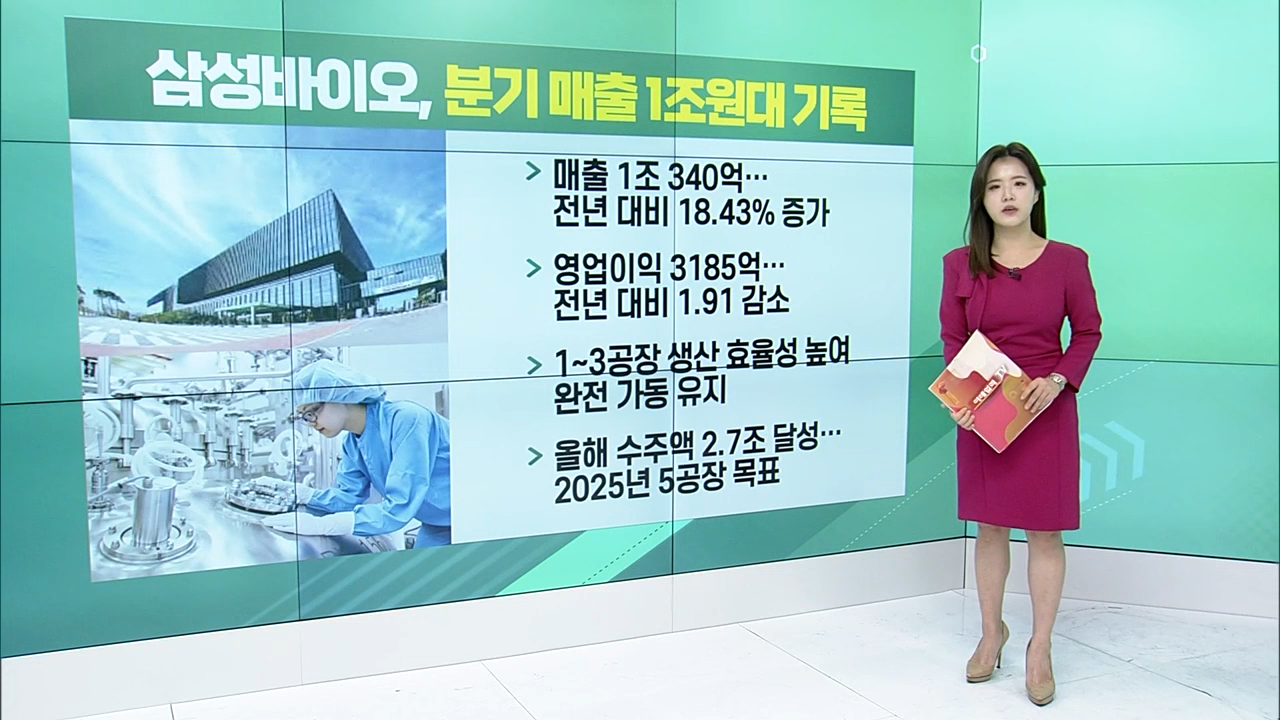 삼성바이오, 분기 매출 1조원대 기록
> 매출 1조 340억…
전년 대비 18.43% 증가
> 영업이익 3185억…
전년 대비 1.91 감소
> 1~3공장 생산 효율성 높여
완전 가동 유지
> 올해 수주액 2.7조 달성…
2025년 5공장 목표